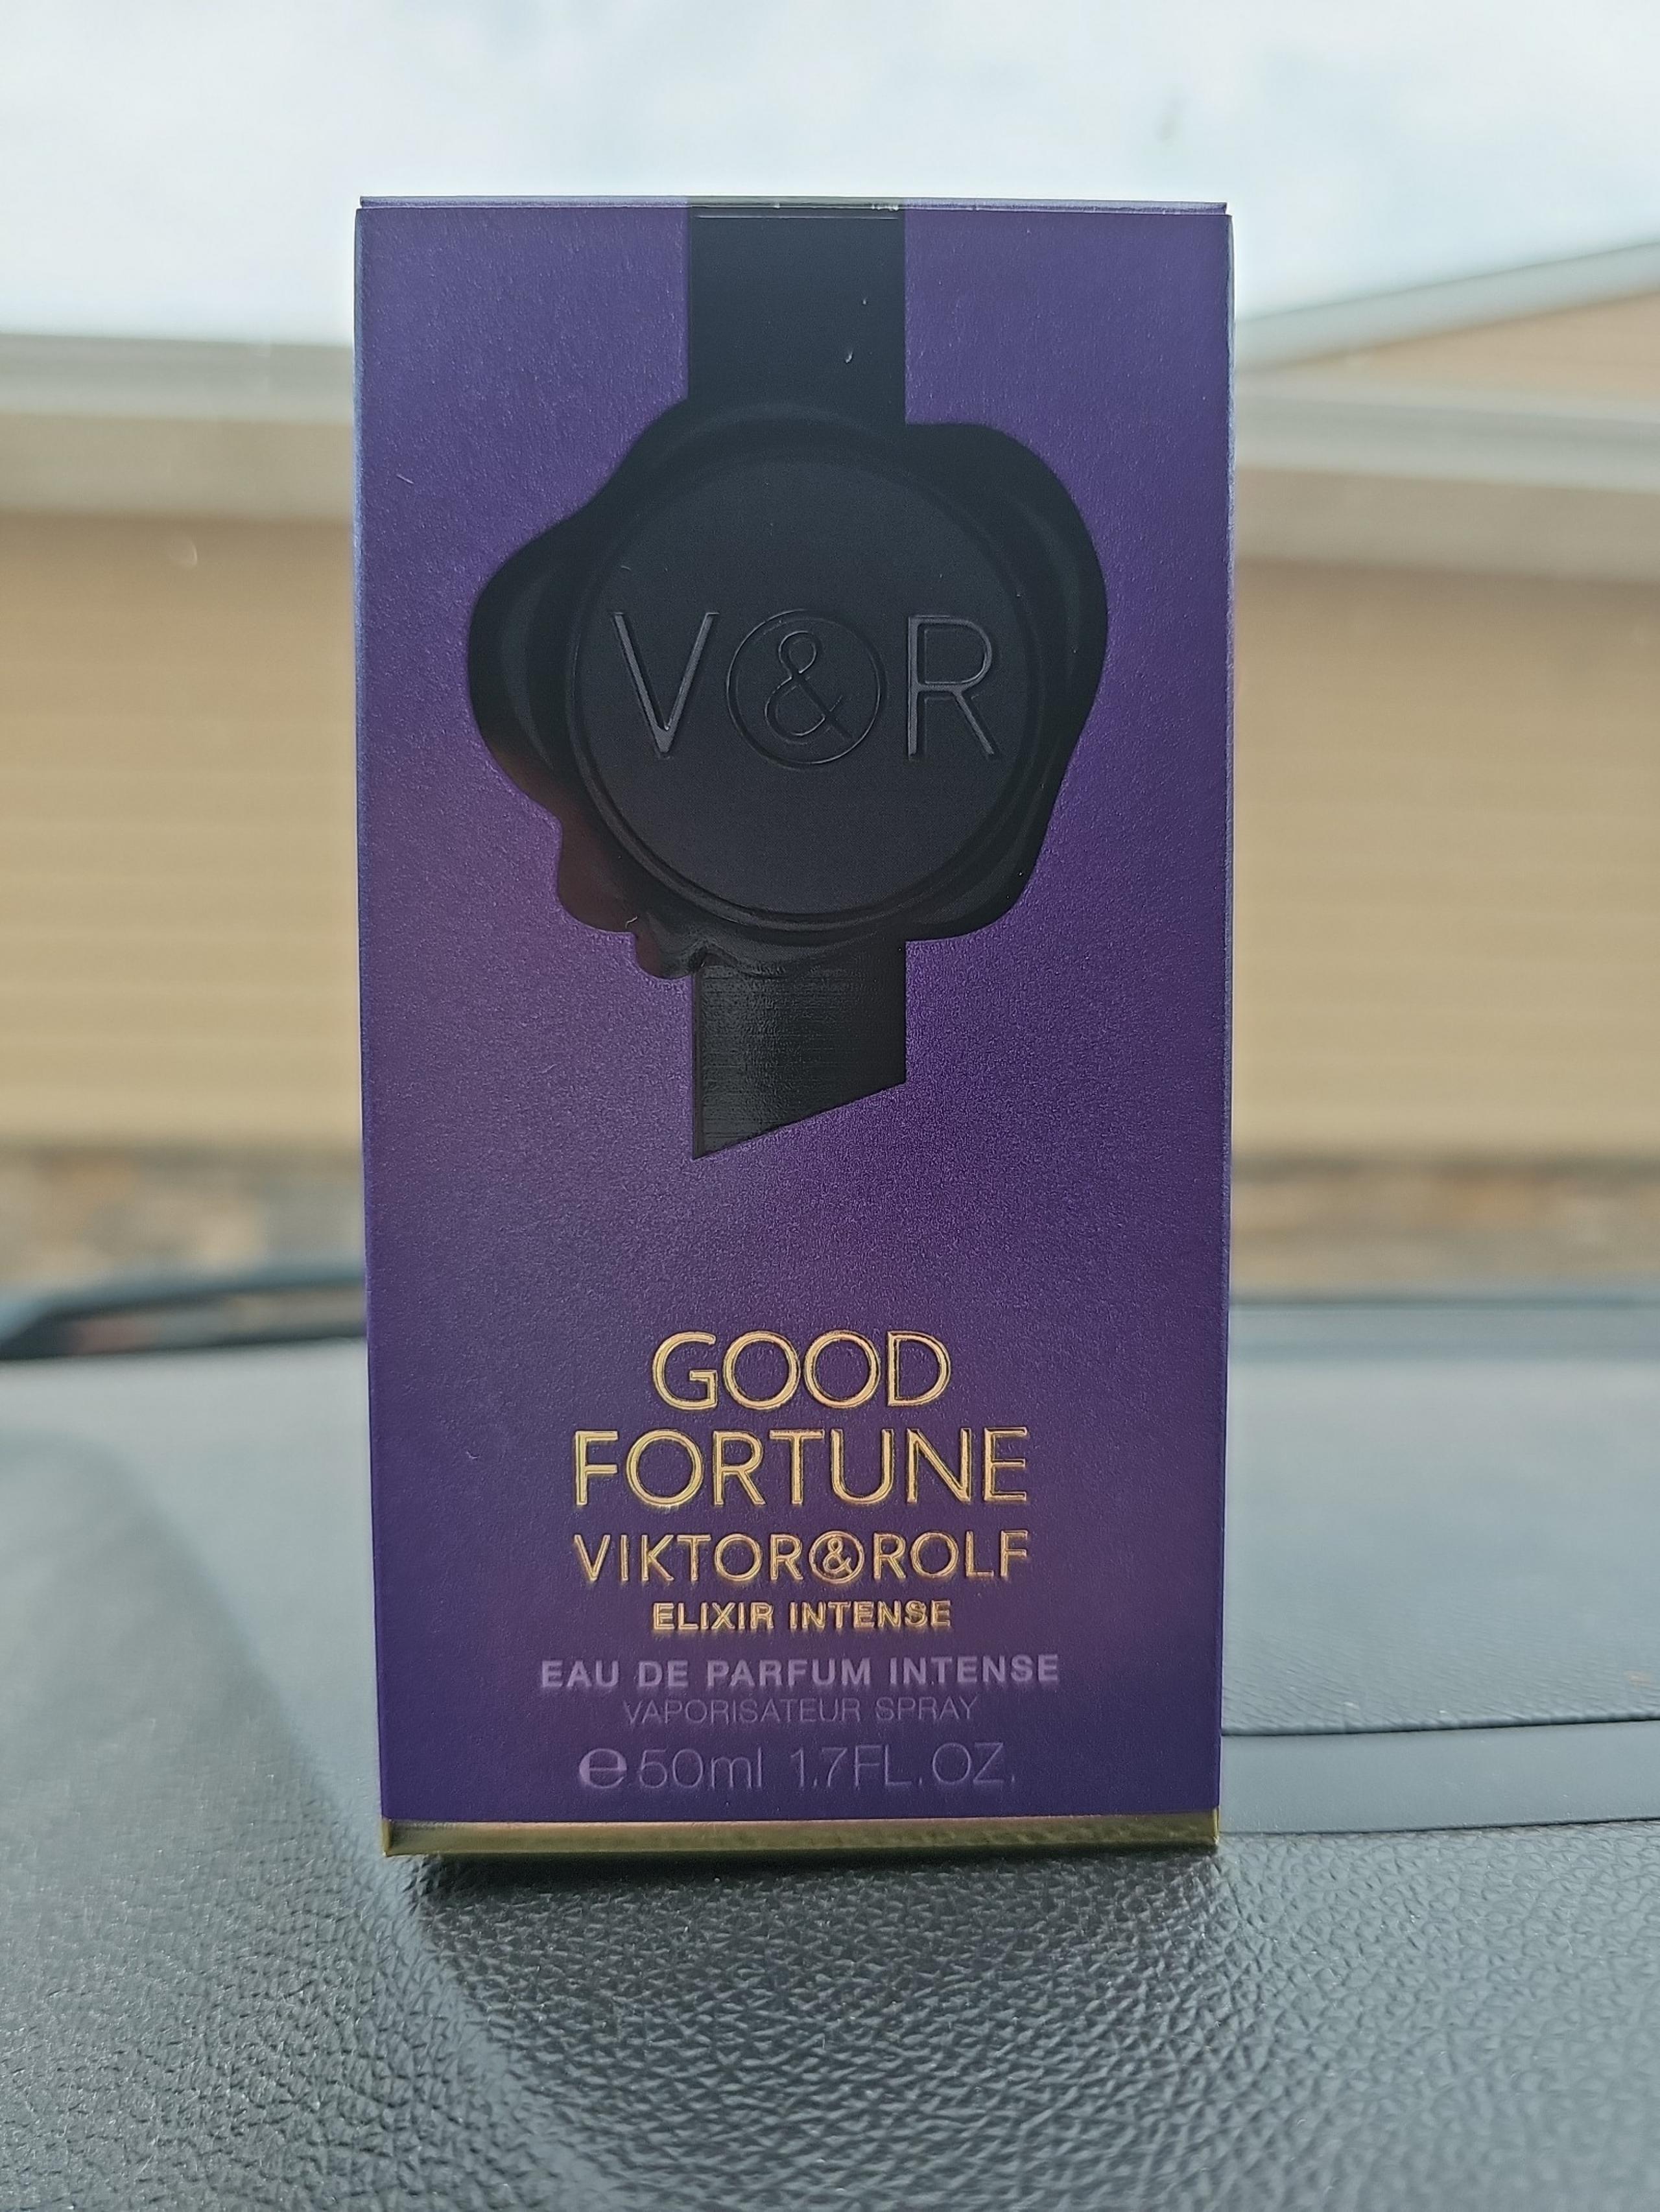 V&R
GOOD
FORTUNE
VIKTOR&ROLF
ELIXIR INTENSE
EAU DE PARFUM INTENSE
VAPORISATEUR SPRAY
℮50ml 1.7FL.OZ.